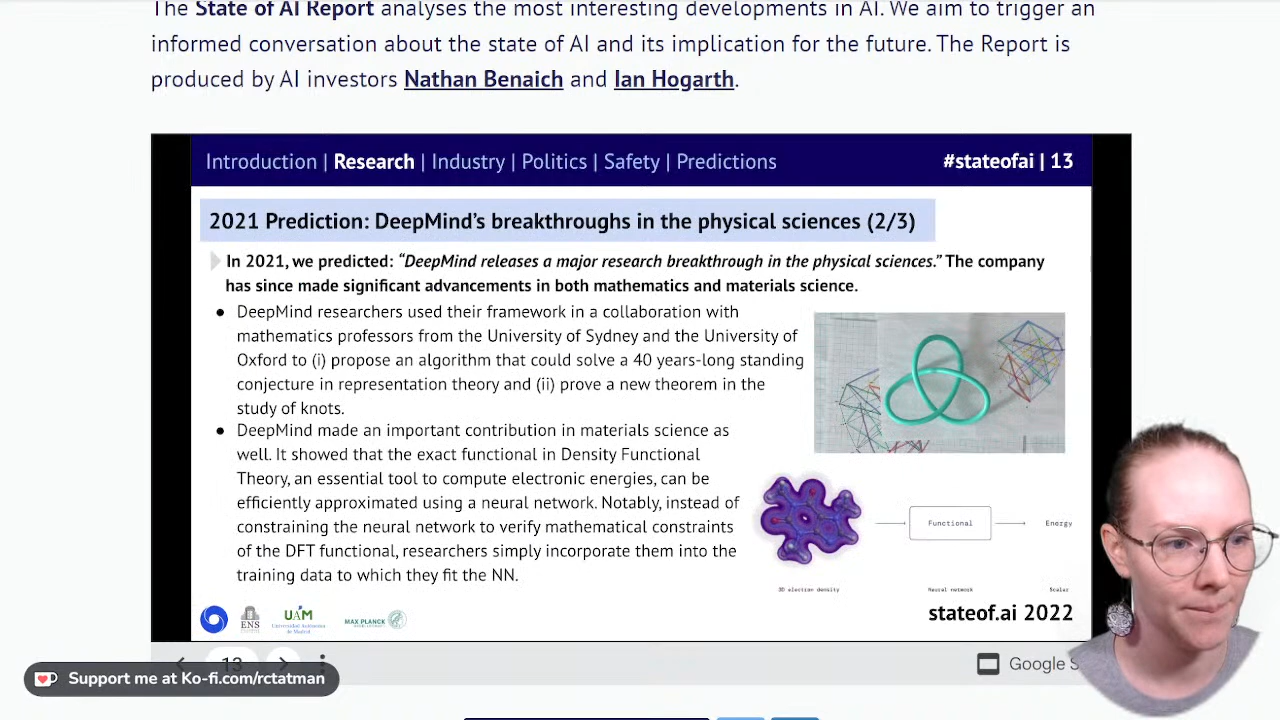 The State of AI Report analyses the most interesting developments in AI. We aim to trigger an
informed conversation about the state of AI and its implication for the future. The Report is
produced by AI investors Nathan Benaich and Ian Hogarth.
Introduction | Research | Industry | Politics | Safety | Predictions
#stateofai | 13
2021 Prediction: DeepMind's breakthroughs in the physical sciences (2/3)
In 2021, we predicted: “DeepMind releases a major research breakthrough in the physical sciences.” The company
has since made significant advancements in both mathematics and materials science.
● DeepMind researchers used their framework in a collaboration with
mathematics professors from the University of Sydney and the University of
Oxford to (i) propose an algorithm that could solve a 40 years-long standing
conjecture in representation theory and (ii) prove a new theorem in the
study of knots.
● DeepMind made an important contribution in materials science as
well. It showed that the exact functional in Density Functional
Theory, an essential tool to compute electronic energies, can be
efficiently approximated using a neural network. Notably, instead of
constraining the neural network to verify mathematical constraints
of the DFT functional, researchers simply incorporate them into the
training data to which they fit the NN.
Functional
Energy
3D electron density
Neural network
Scalar
ENS
UAM
Universidad Autónoma
de Madrid
MAX PLANCK
stateof.ai 2022
13
Google S
Support me at Ko-fi.com/rctatman